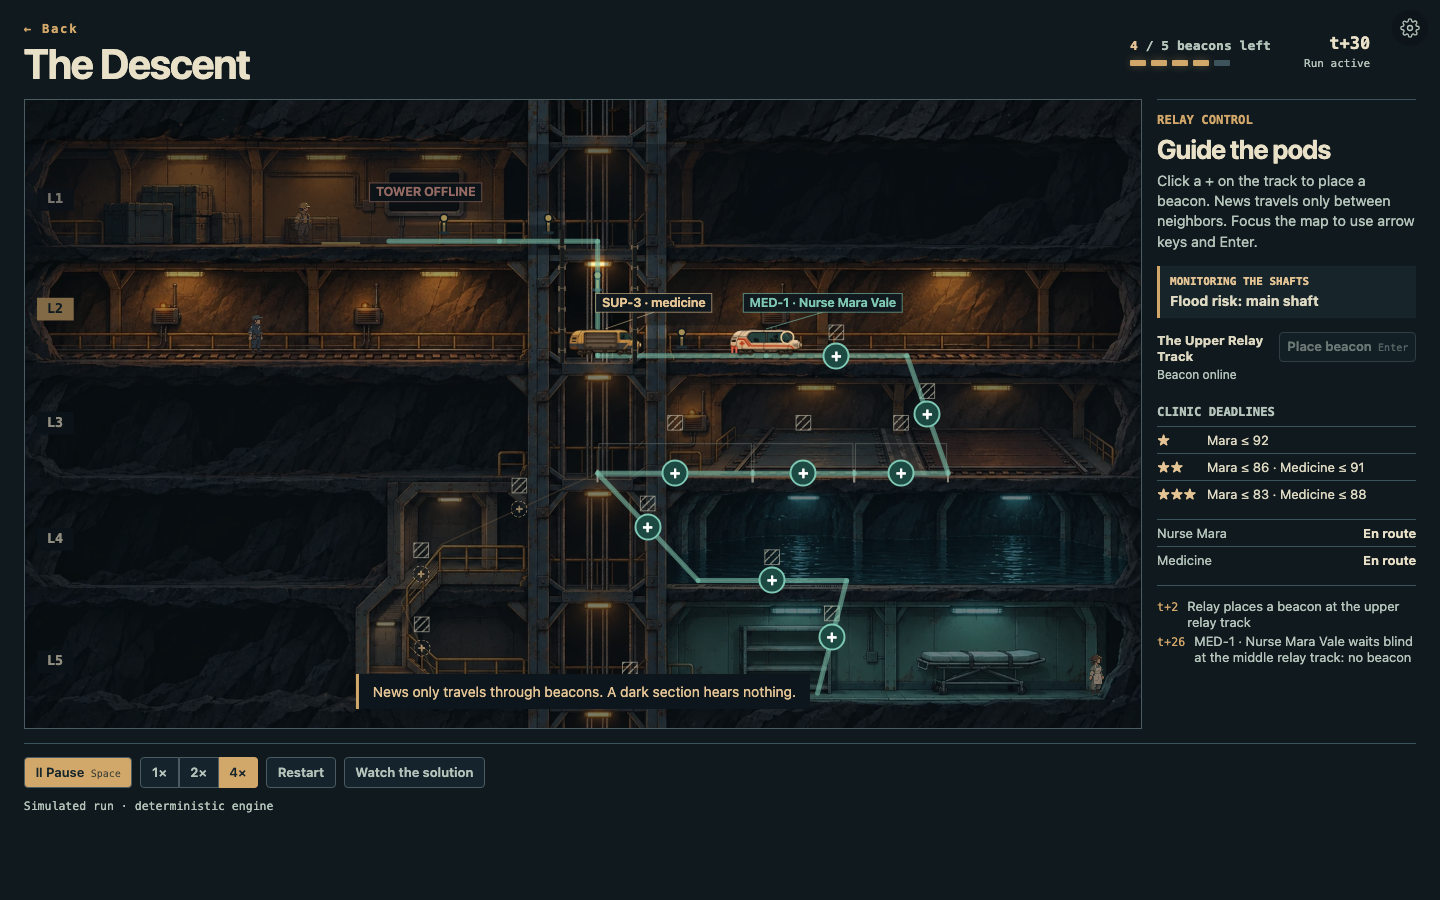 ← Back
The Descent
4 / 5 beacons left
t+30
Run active
L1
TOWER OFFLINE
L2
SUP-3 · medicine
MED-1 · Nurse Mara Vale
L3
L4
L5
News only travels through beacons. A dark section hears nothing.
RELAY CONTROL
Guide the pods
Click a + on the track to place a
beacon. News travels only between
neighbors. Focus the map to use arrow
keys and Enter.
MONITORING THE SHAFTS
Flood risk: main shaft
The Upper Relay
Track
Beacon online
Place beacon Enter
CLINIC DEADLINES
★ Mara ≤ 92
★★ Mara ≤ 86 · Medicine ≤ 91
★★★ Mara ≤ 83 · Medicine ≤ 88
Nurse Mara En route
Medicine En route
t+2 Relay places a beacon at the upper
relay track
t+26 MED-1 · Nurse Mara Vale waits blind
at the middle relay track: no beacon
II Pause Space
1×
2×
4×
Restart
Watch the solution
Simulated run · deterministic engine